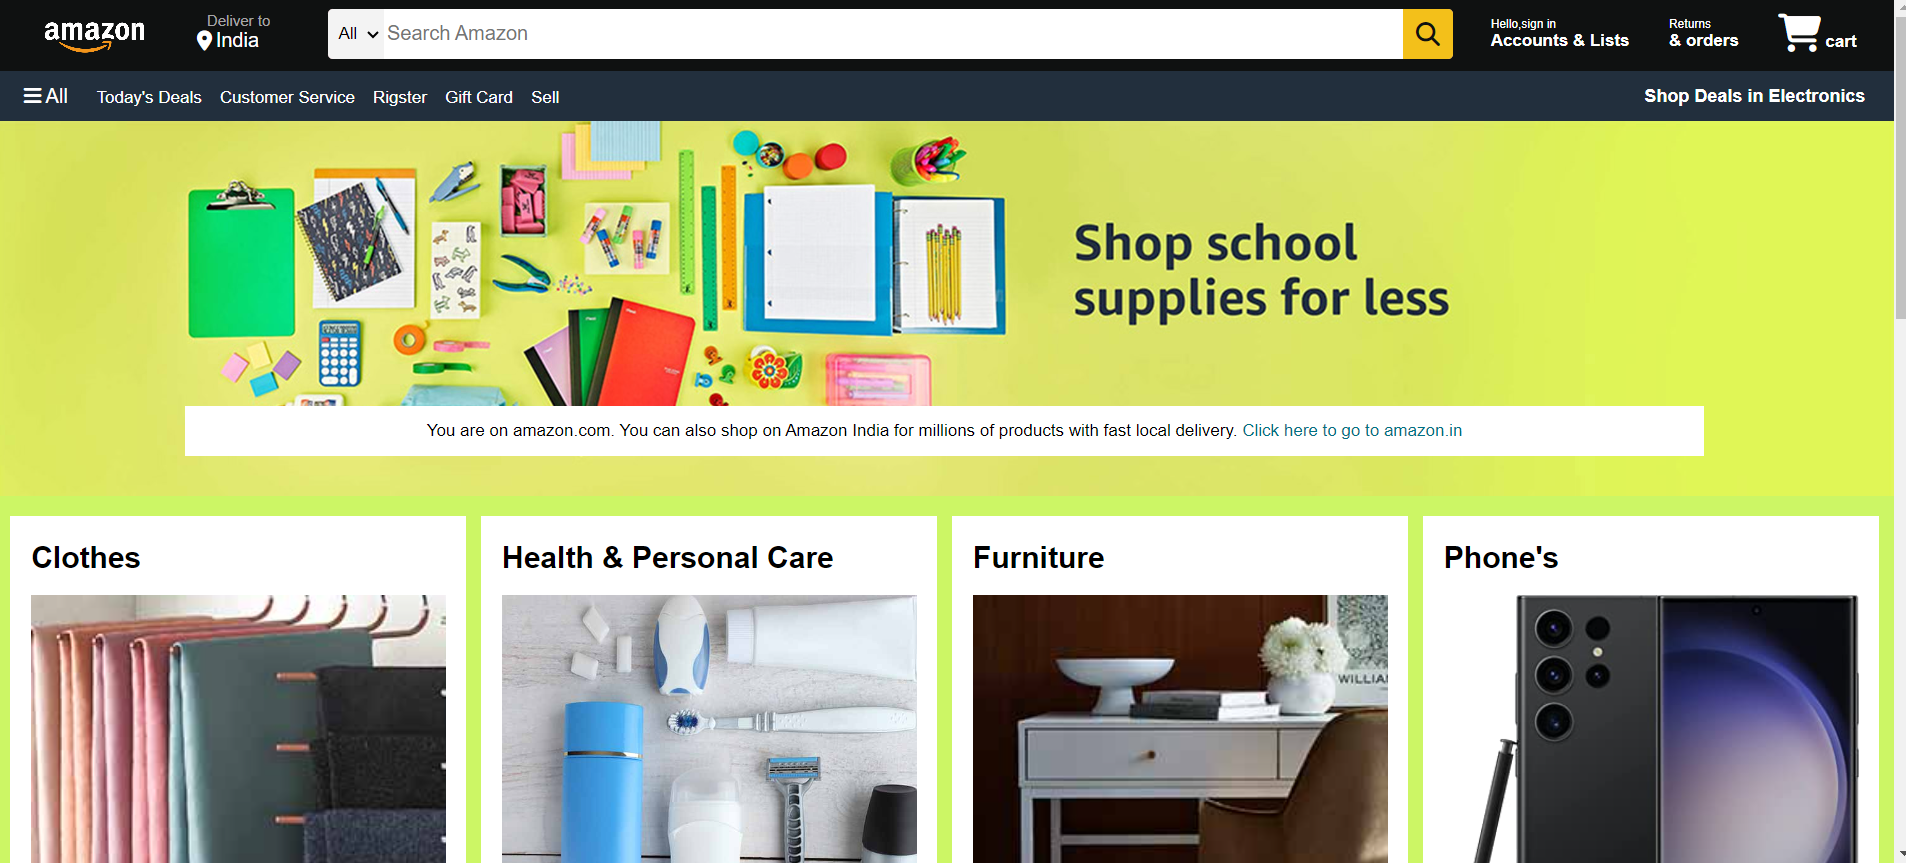 amazon
Deliver to
India
All
Search Amazon
Hello,sign in
Accounts & Lists
Returns
& orders
cart
All
Today's Deals
Customer Service
Rigster
Gift Card
Sell
Shop Deals in Electronics
Shop school
supplies for less
You are on amazon.com. You can also shop on Amazon India for millions of products with fast local delivery. Click here to go to amazon.in
Clothes
Health & Personal Care
Furniture
Phone's
WILLIA